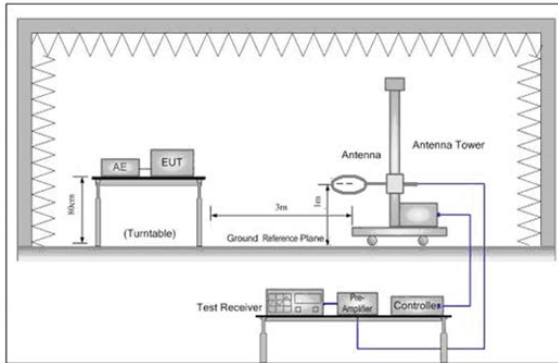 Antenna
Antenna Tower
AE
EUT
80cm
(Turntable)
3m
1m
Ground Reference Plane
Test Receiver
Pre-
Amplifier
Controller